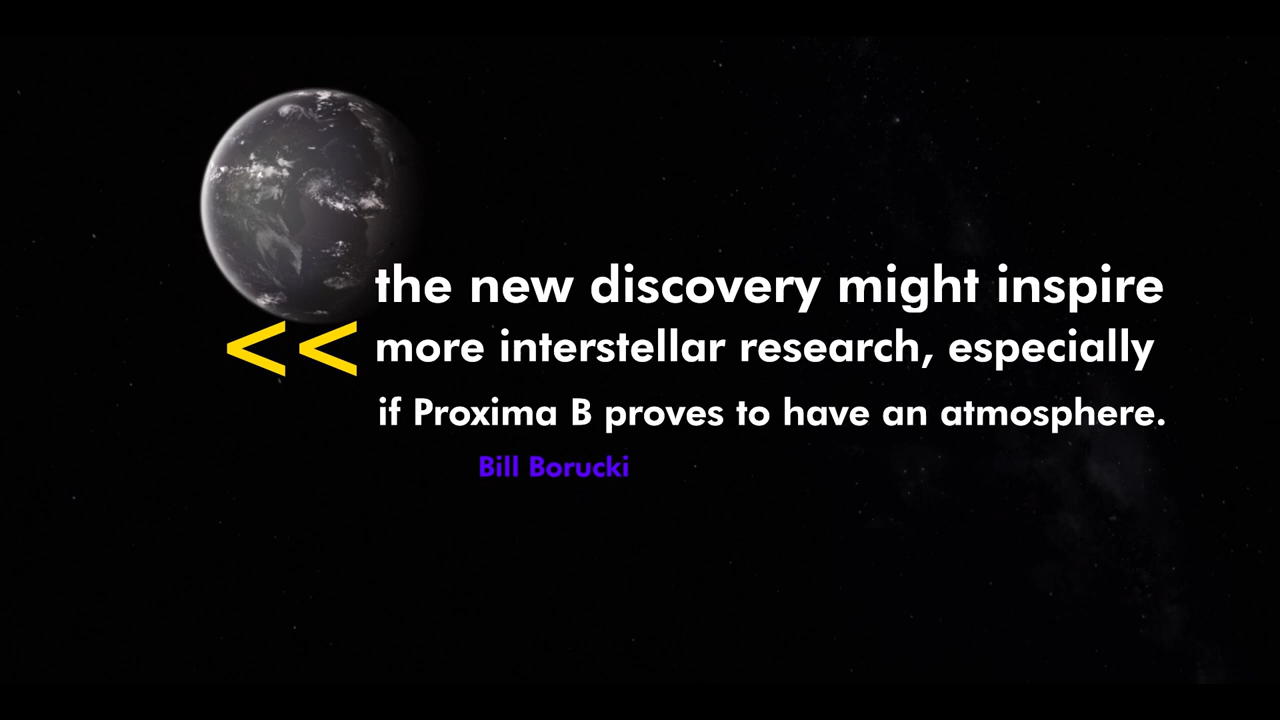 the new discovery might inspire
<< more interstellar research, especially
if Proxima B proves to have an atmosphere.
Bill Borucki